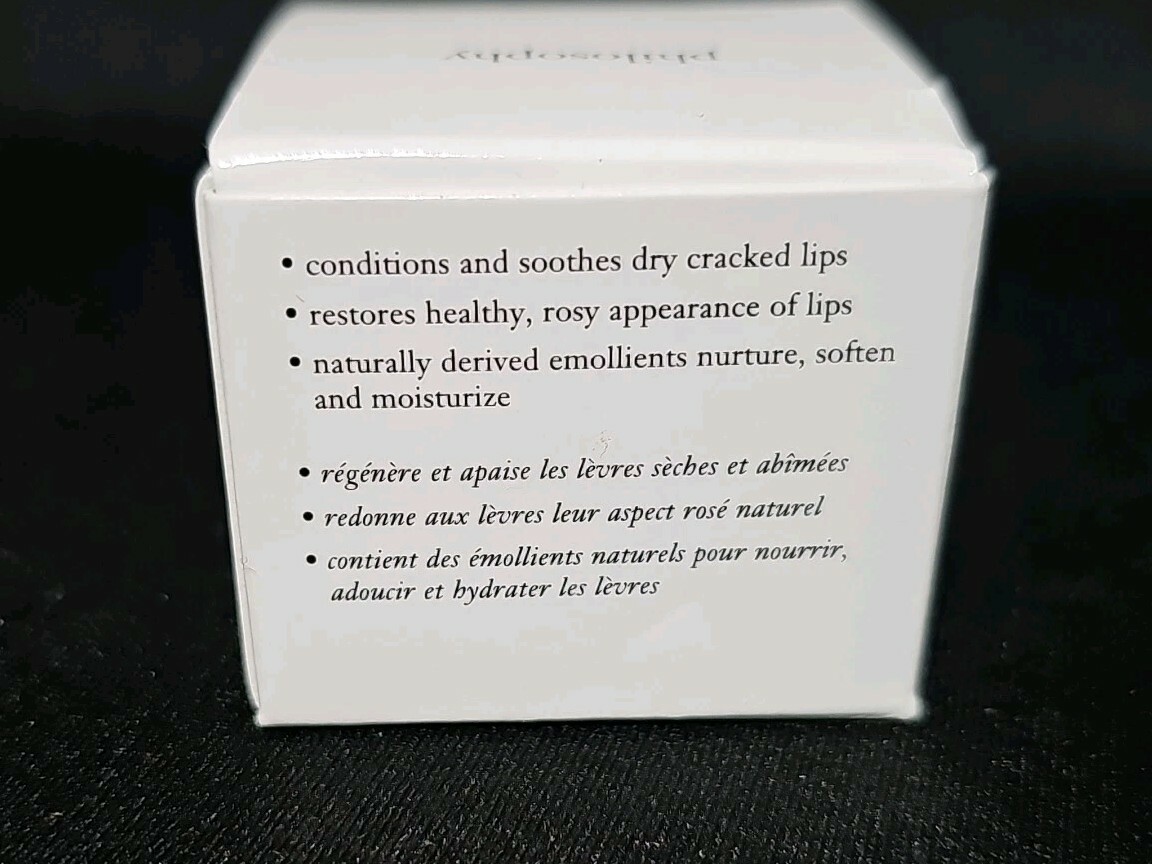 philosophy
• conditions and soothes dry cracked lips
• restores healthy, rosy appearance of lips
• naturally derived emollients nurture, soften
and moisturize
• régénère et apaise les lèvres sèches et abîmées
• redonne aux lèvres leur aspect rosé naturel
• contient des émollients naturels pour nourrir,
adoucir et hydrater les lèvres